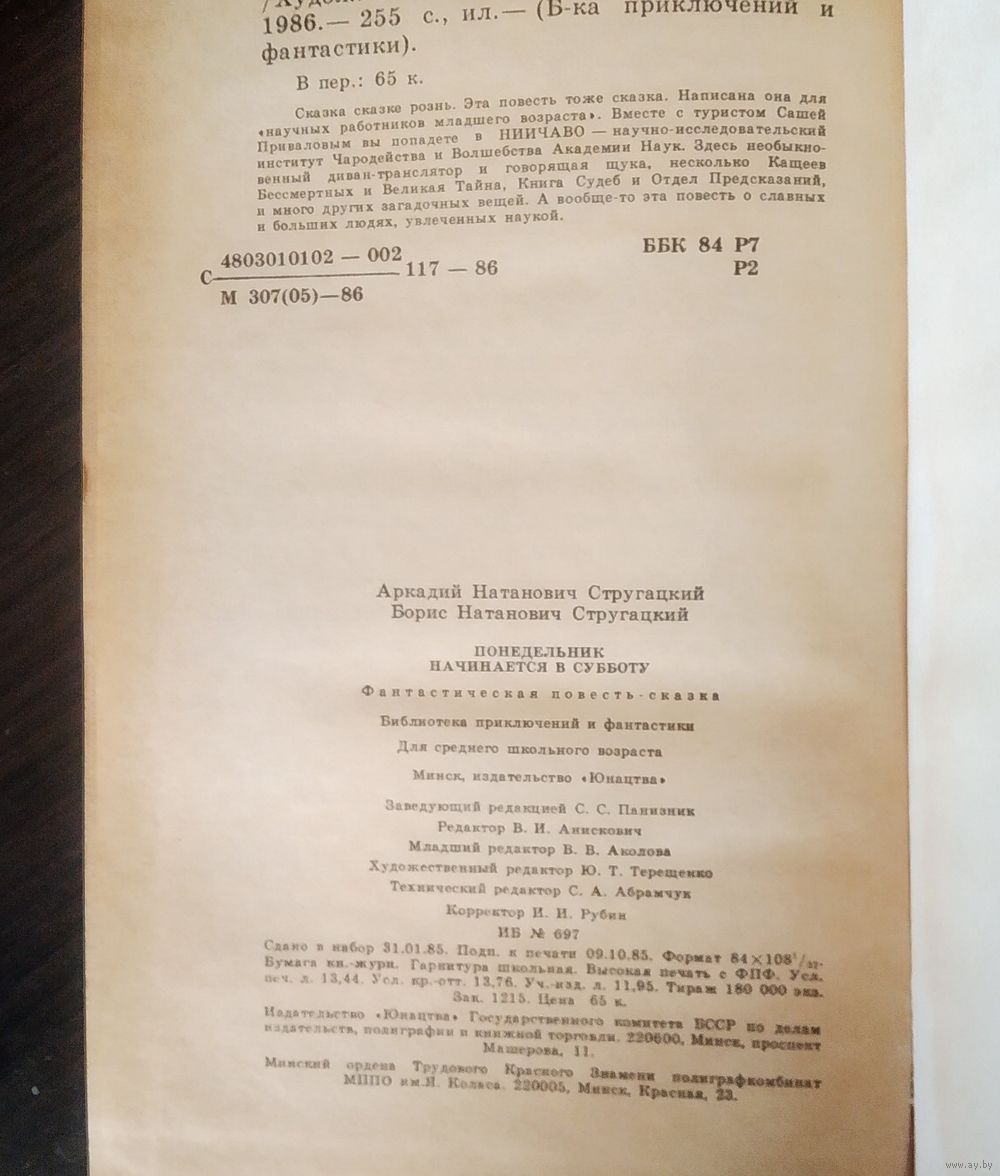 1986.— 255 с., ил.— (Б-ка приключений и
фантастики).
В пер.: 65 к.
Сказка сказке рознь. Эта повесть тоже сказка. Написана она для
«научных работников младшего возраста». Вместе с туристом Сашей
Приваловым вы попадете в НИИЧАВО — научно-исследовательский
институт Чародейства и Волшебства Академии Наук. Здесь необыкно-
венный диван-транслятор и говорящая щука, несколько Кащеев
Бессмертных и Великая Тайна, Книга Судеб и Отдел Предсказаний,
и много других загадочных вещей. А вообще-то эта повесть о славных
и больших людях, увлеченных наукой.
С 4803010102 — 002 117 — 86
М 307(05)—86
ББК 84 Р7
Р2
Аркадий Натанович Стругацкий
Борис Натанович Стругацкий
ПОНЕДЕЛЬНИК
НАЧИНАЕТСЯ В СУББОТУ
Фантастическая повесть-сказка
Библиотека приключений и фантастики
Для среднего школьного возраста
Минск, издательство «Юнацтва»
Заведующий редакцией С. С. Панизник
Редактор В. И. Анискович
Младший редактор В. В. Аколова
Художественный редактор Ю. Т. Терещенко
Технический редактор С. А. Абрамчук
Корректор И. И. Рубин
ИБ № 697
Сдано в набор 31.01.85. Подп. к печати 09.10.85. Формат 84×108¹/₃₂.
Бумага кн.-журн. Гарнитура школьная. Высокая печать с ФПФ. Усл.
печ. л. 13,44. Усл. кр.-отт. 13,76. Уч.-изд. л. 11,95. Тираж 180 000 экз.
Зак. 1215. Цена 65 к.
Издательство «Юнацтва» Государственного комитета БССР по делам
издательств, полиграфии и книжной торговли. 220600, Минск, проспект
Машерова, 11.
Минский ордена Трудового Красного Знамени полиграфкомбинат
МППО им.Я. Коласа. 220005, Минск, Красная, 23.
www.ay.by